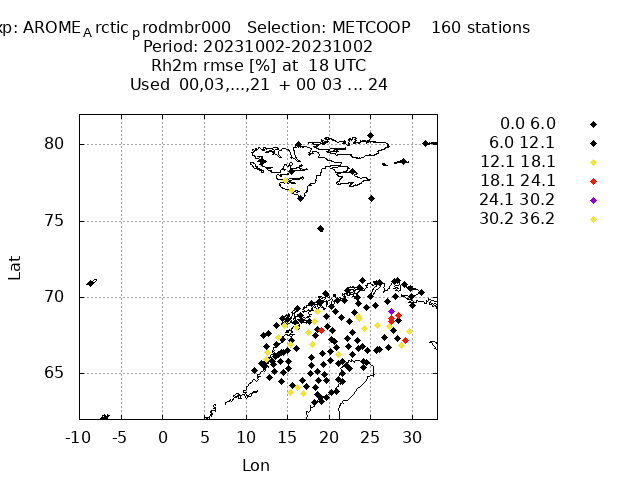 xp: AROME_A rctic_p rodmbr000 Selection: METCOOP 160 stations
Period: 20231002-20231002
Rh2m rmse [%] at 18 UTC
Used 00,03,...,21 + 00 03 ... 24
0.0 6.0
6.0 12.1
12.1 18.1
18.1 24.1
24.1 30.2
30.2 36.2
80
75
70
65
Lat
-10 -5 0 5 10 15 20 25 30
Lon